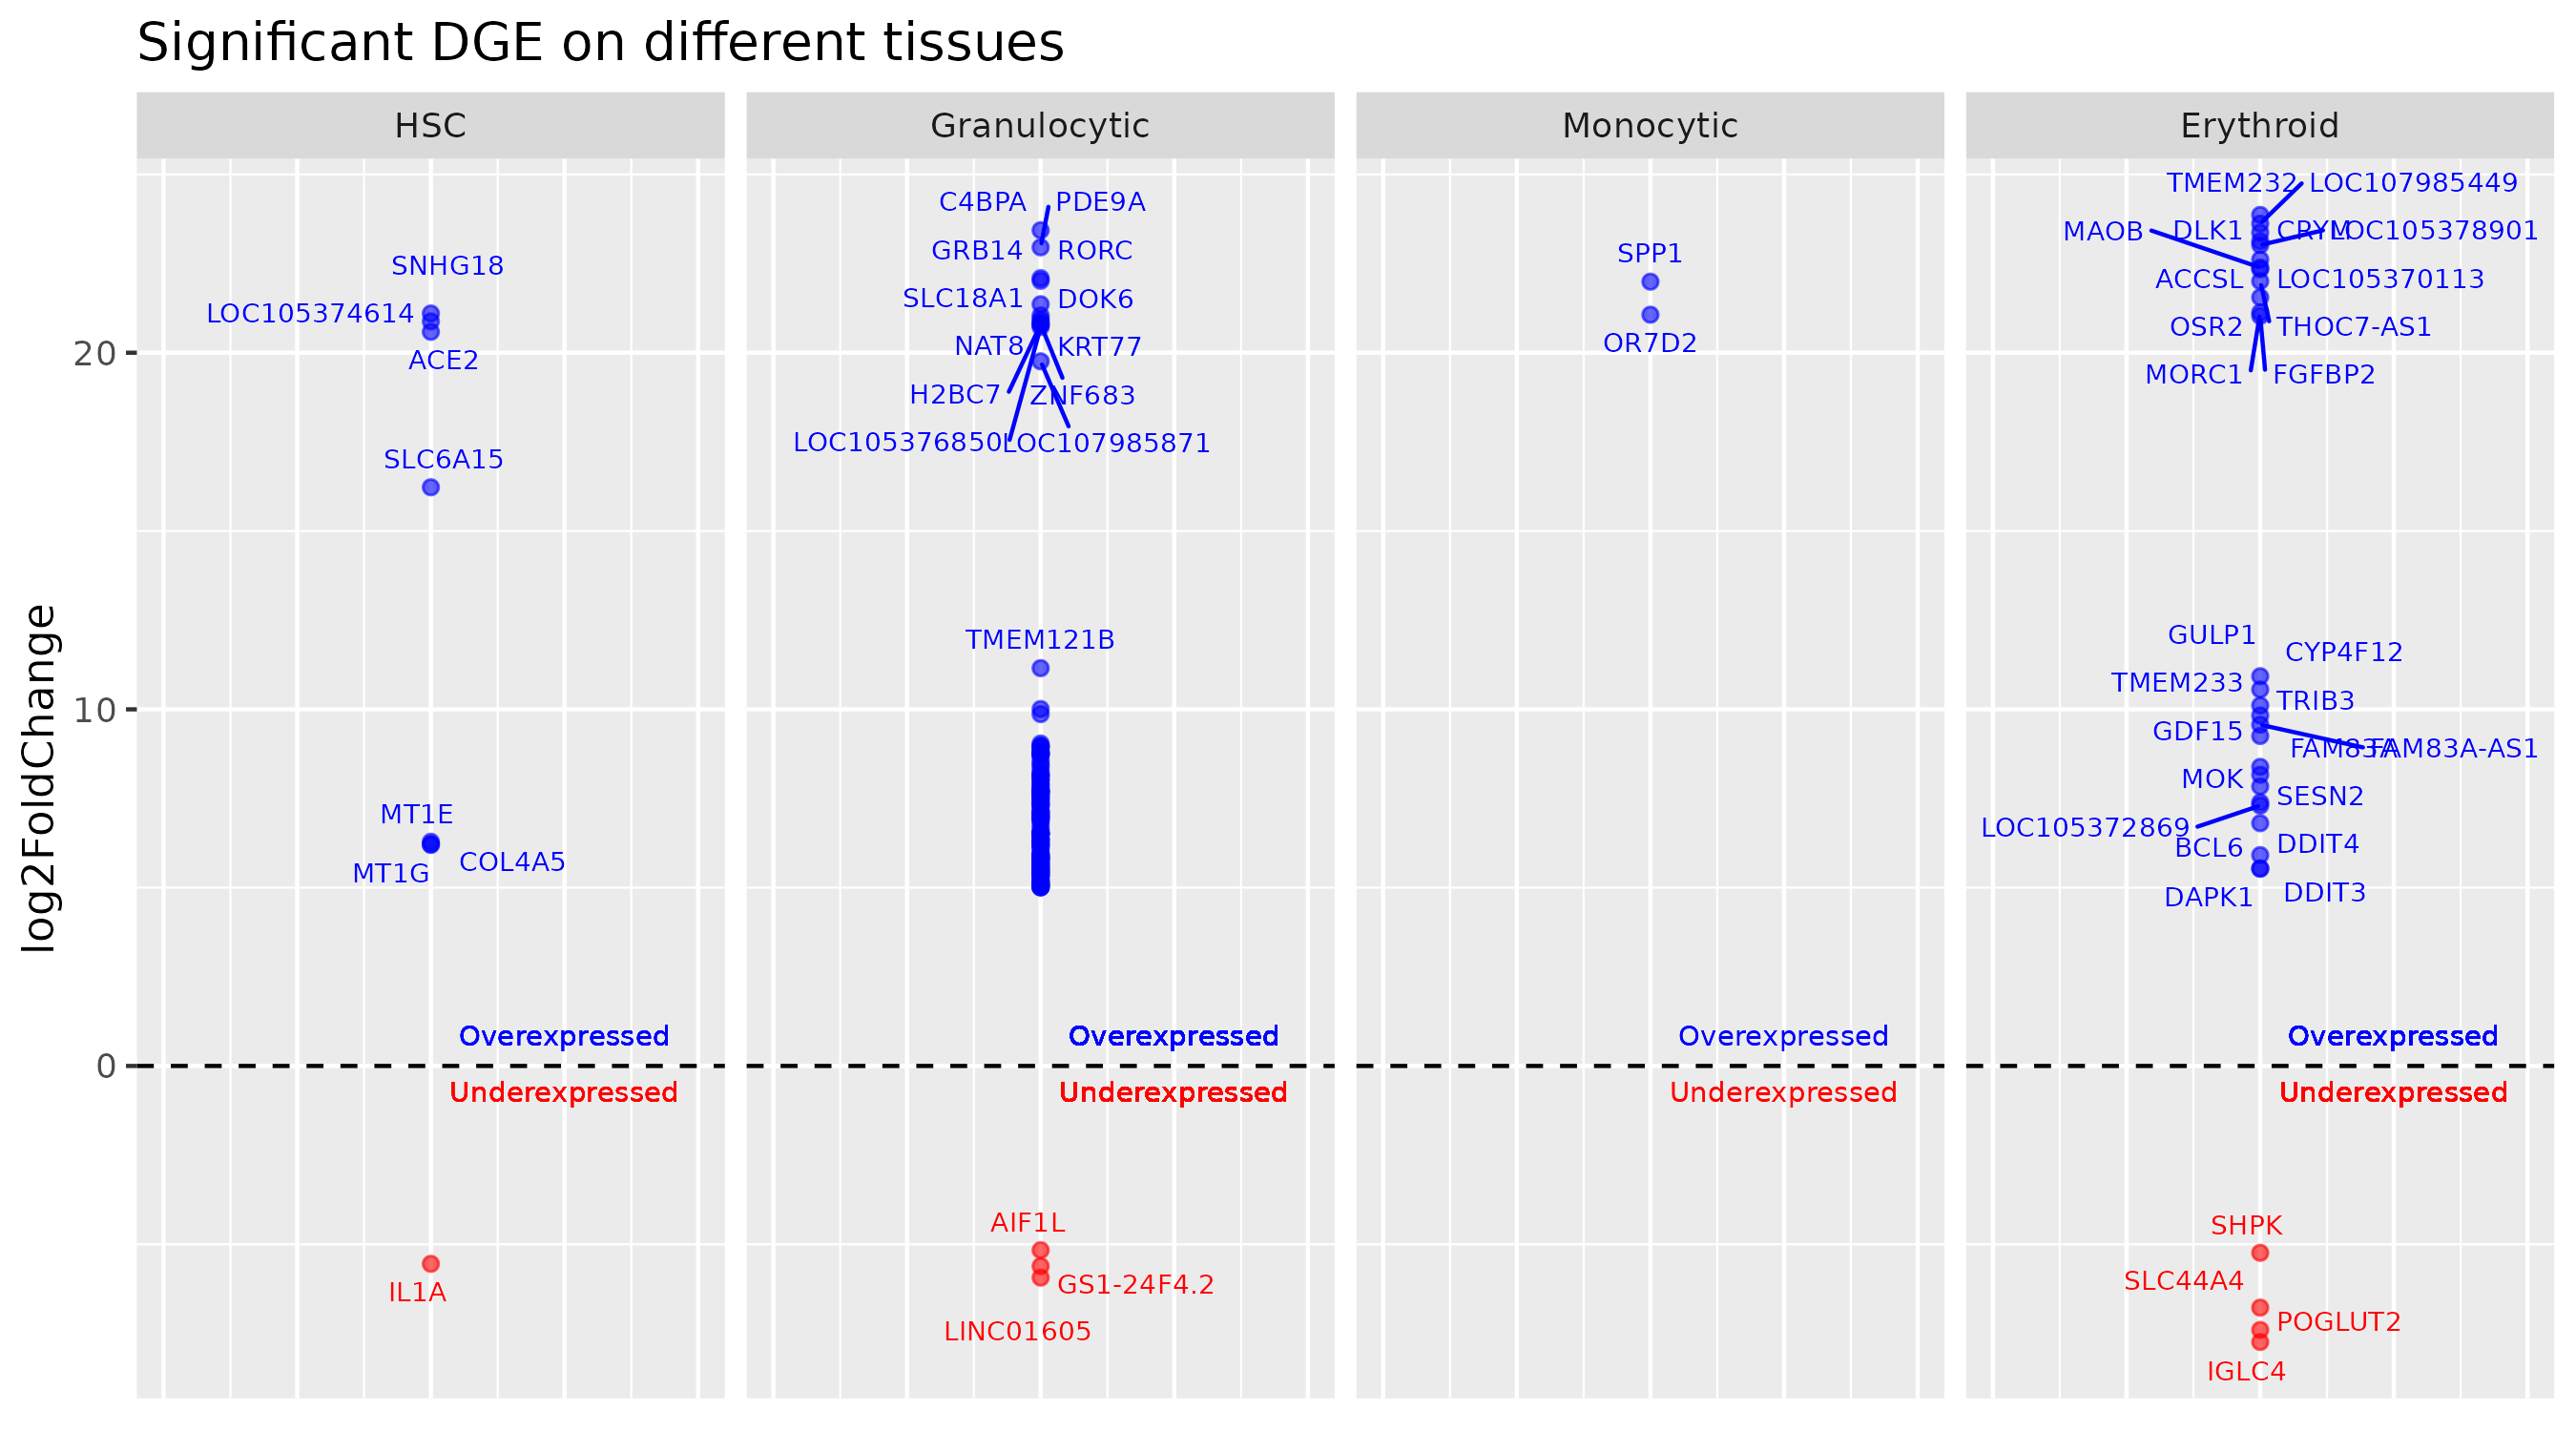 Significant DGE on different tissues
HSC
Granulocytic
Monocytic
Erythroid
log2FoldChange
20
10
0
SNHG18
LOC105374614
ACE2
SLC6A15
MT1E
MT1G
COL4A5
Overexpressed
Underexpressed
IL1A
C4BPA
PDE9A
GRB14
RORC
SLC18A1
DOK6
NAT8
KRT77
H2BC7
ZNF683
LOC105376850
LOC107985871
TMEM121B
Overexpressed
Underexpressed
AIF1L
GS1-24F4.2
LINC01605
SPP1
OR7D2
Overexpressed
Underexpressed
TMEM232
LOC107985449
MAOB
DLK1
CRYM
LOC105378901
ACCSL
LOC105370113
OSR2
THOC7-AS1
MORC1
FGFBP2
GULP1
CYP4F12
TMEM233
TRIB3
GDF15
FAM83A
FAM83A-AS1
MOK
SESN2
LOC105372869
BCL6
DDIT4
DAPK1
DDIT3
Overexpressed
Underexpressed
SHPK
SLC44A4
POGLUT2
IGLC4